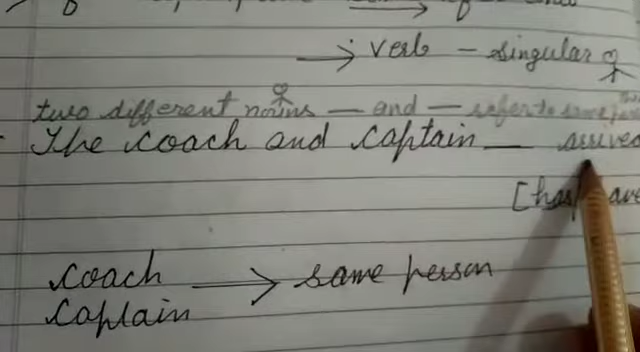 → verb - singular
two different nouns - and - refer to same
The coach and captain — arrived
[has
coach → same person
captain